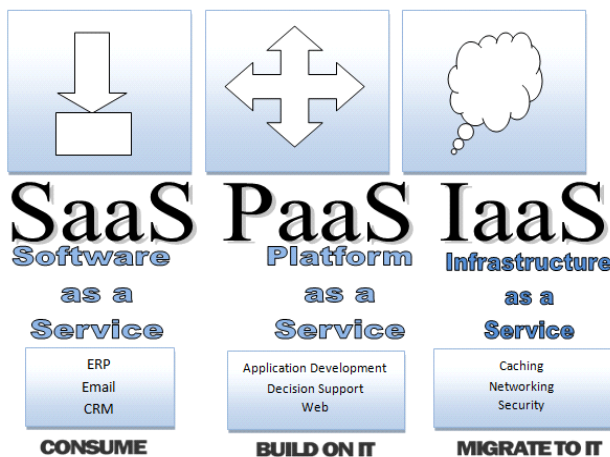 SaaS PaaS IaaS
Software
as a
Service
Platform
as a
Service
Infrastructure
as a
Service
ERP
Email
CRM
Application Development
Decision Support
Web
Caching
Networking
Security
CONSUME
BUILD ON IT
MIGRATE TO IT